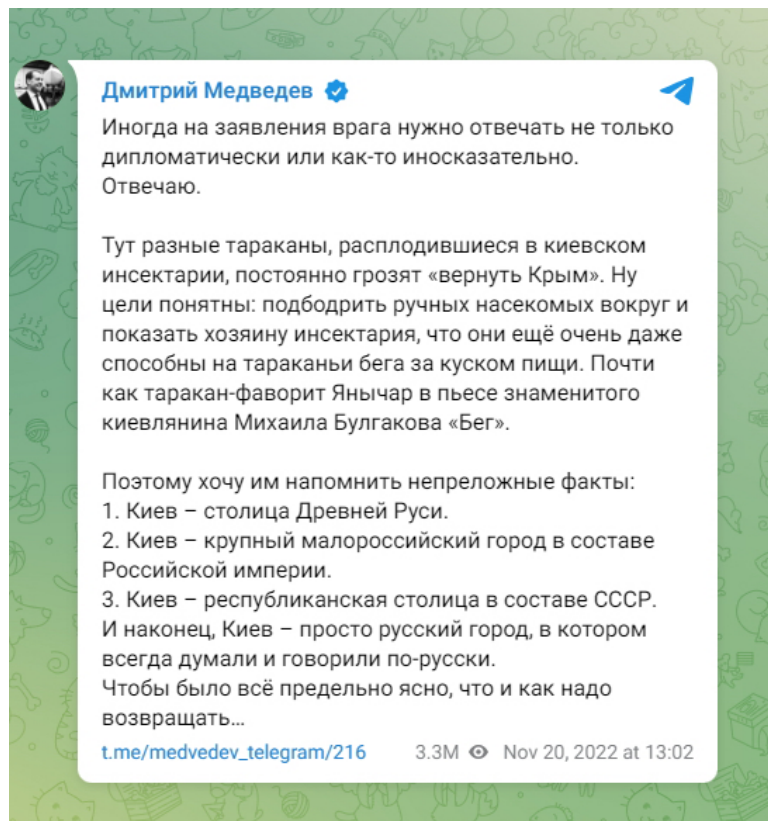 Дмитрий Медведев
Иногда на заявления врага нужно отвечать не только
дипломатически или как-то иносказательно.
Отвечаю.
Тут разные тараканы, расплодившиеся в киевском
инсектарии, постоянно грозят «вернуть Крым». Ну
цели понятны: подбодрить ручных насекомых вокруг и
показать хозяину инсектария, что они ещё очень даже
способны на тараканьи бега за куском пищи. Почти
как таракан-фаворит Янычар в пьесе знаменитого
киевлянина Михаила Булгакова «Бег».
Поэтому хочу им напомнить непреложные факты:
1. Киев – столица Древней Руси.
2. Киев – крупный малороссийский город в составе
Российской империи.
3. Киев – республиканская столица в составе СССР.
И наконец, Киев – просто русский город, в котором
всегда думали и говорили по-русски.
Чтобы было всё предельно ясно, что и как надо
возвращать…
t.me/medvedev_telegram/216 3.3M Nov 20, 2022 at 13:02